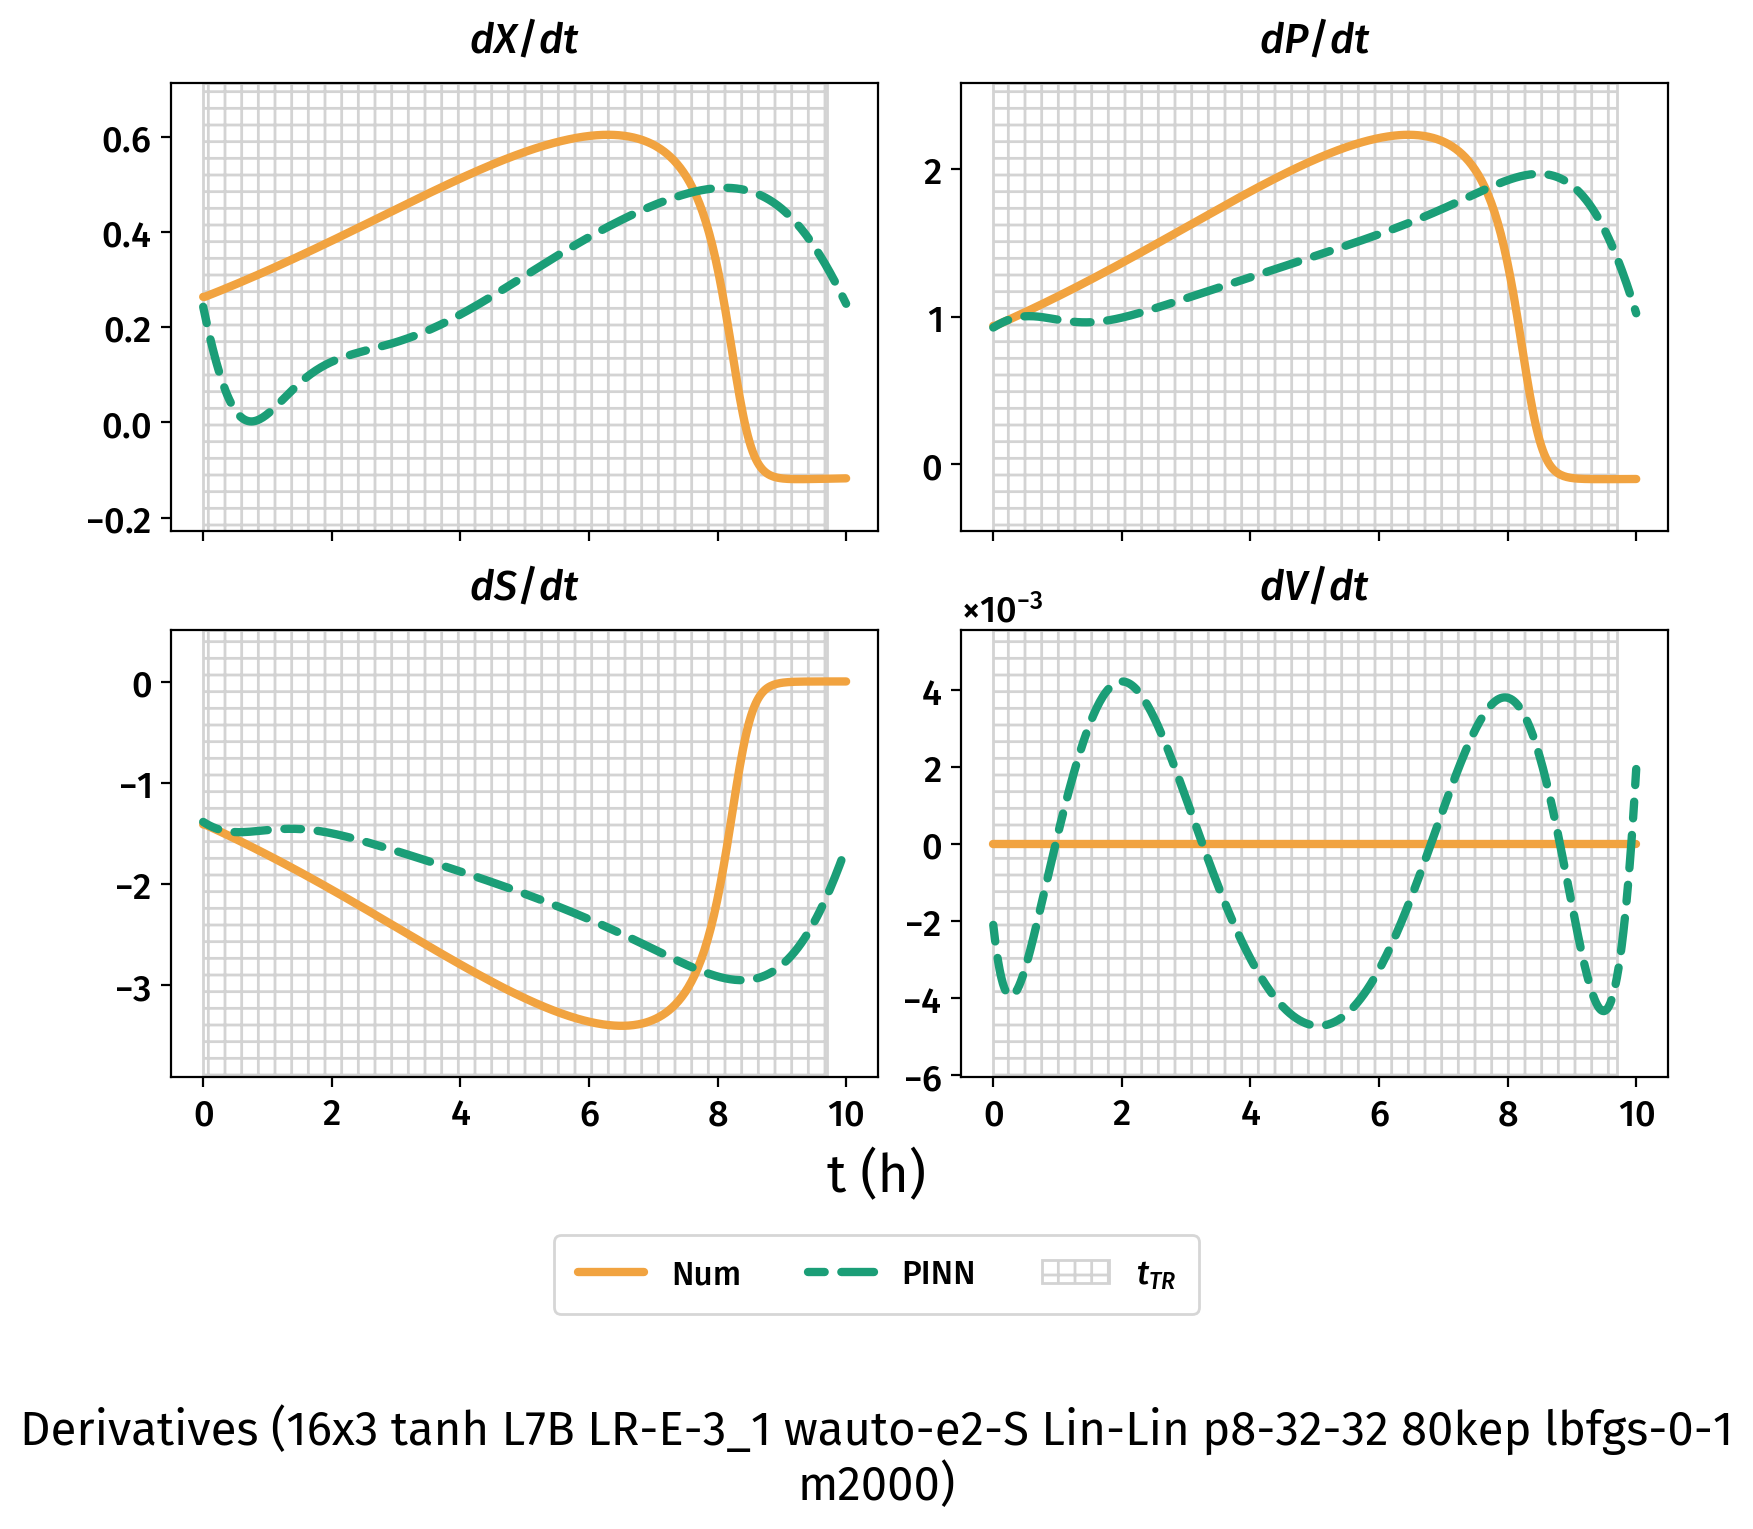 dX/dt
dP/dt
0.6
0.4
0.2
0.0
−0.2
2
1
0
dS/dt
dV/dt
×10⁻³
0
−1
−2
−3
4
2
0
−2
−4
−6
0 2 4 6 8 10
0 2 4 6 8 10
t (h)
Num PINN t_TR
Derivatives (16x3 tanh L7B LR-E-3_1 wauto-e2-S Lin-Lin p8-32-32 80kep lbfgs-0-1
m2000)